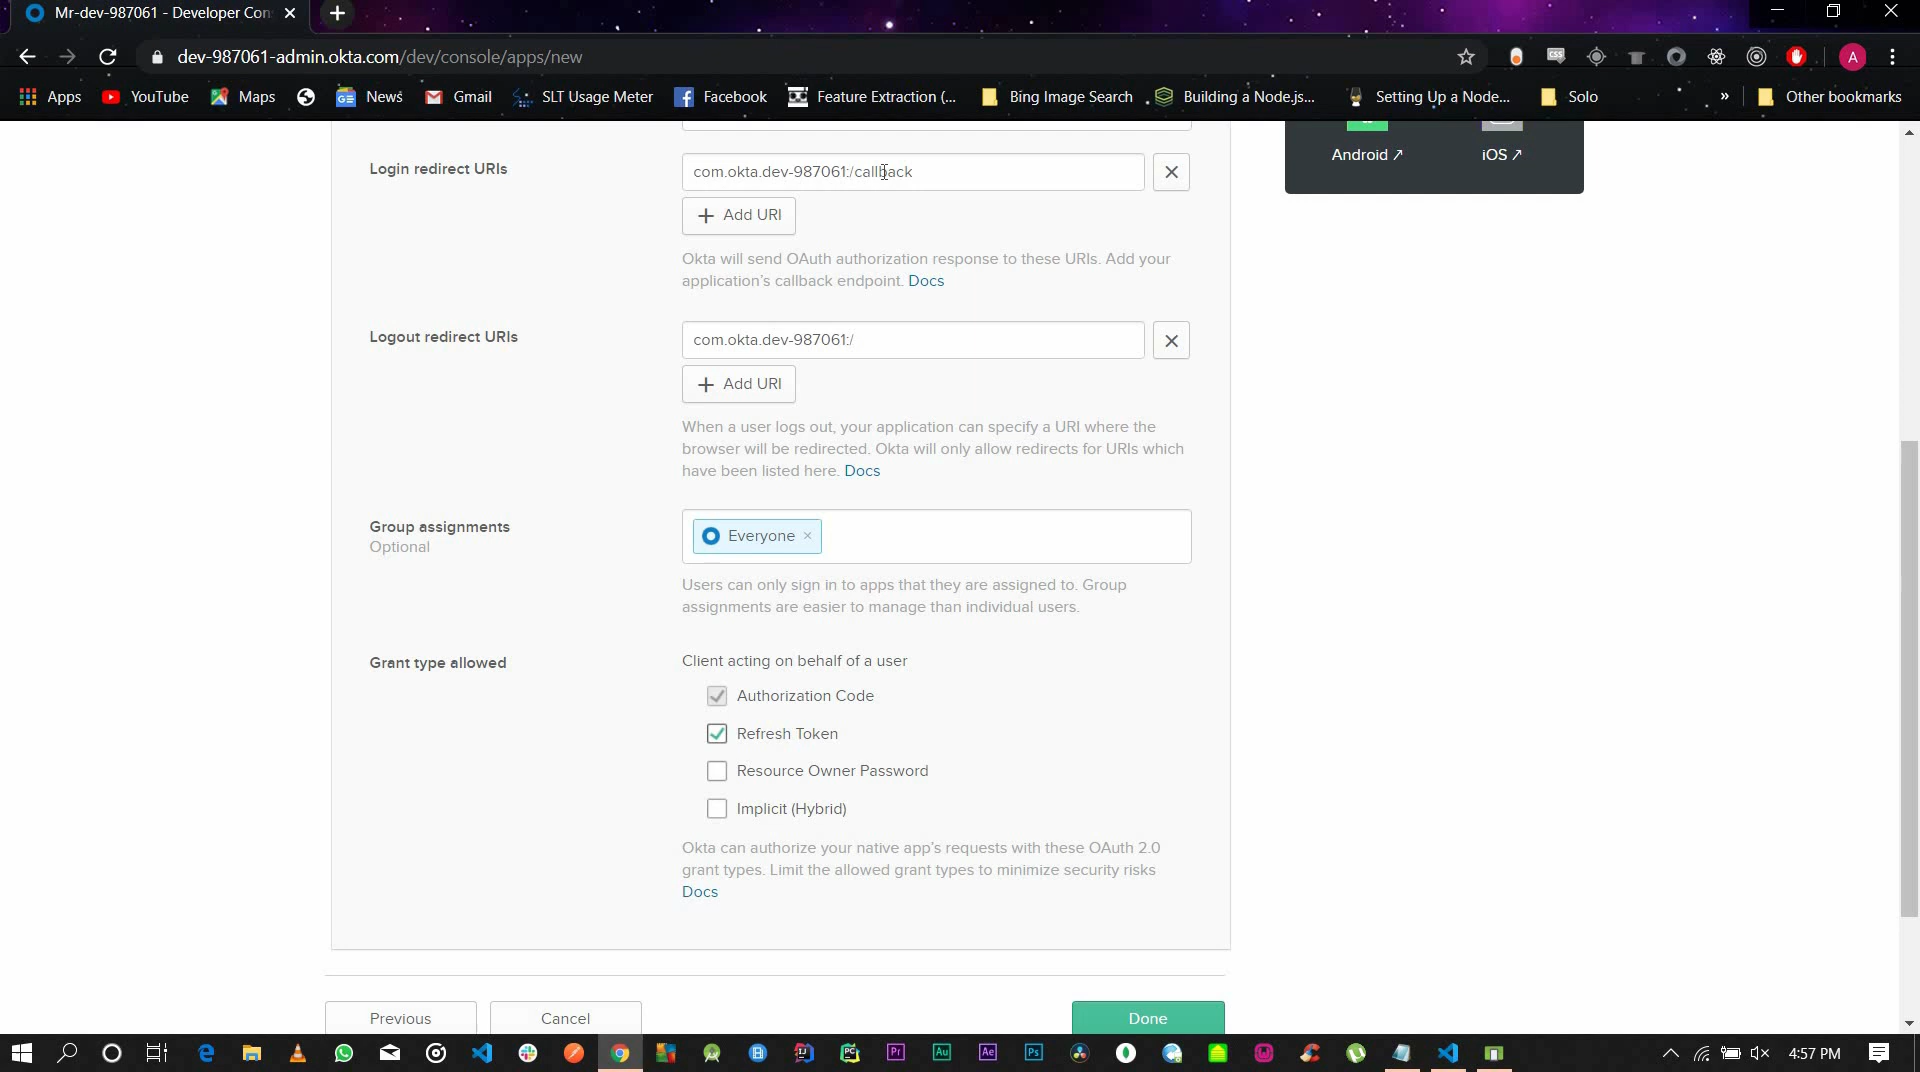 Mr-dev-987061 - Developer Con
dev-987061-admin.okta.com/dev/console/apps/new
A
Apps
YouTube
Maps
News
Gmail
SLT Usage Meter
Facebook
Feature Extraction (...
Bing Image Search
Building a Node.js...
Setting Up a Node...
Solo
»
Other bookmarks
Android ↗
iOS ↗
Login redirect URIs
com.okta.dev-987061:/callback
+ Add URI
Okta will send OAuth authorization response to these URIs. Add your
application's callback endpoint. Docs
Logout redirect URIs
com.okta.dev-987061:/
+ Add URI
When a user logs out, your application can specify a URI where the
browser will be redirected. Okta will only allow redirects for URIs which
have been listed here. Docs
Group assignments
Optional
Everyone ×
Users can only sign in to apps that they are assigned to. Group
assignments are easier to manage than individual users.
Grant type allowed
Client acting on behalf of a user
Authorization Code
Refresh Token
Resource Owner Password
Implicit (Hybrid)
Okta can authorize your native app's requests with these OAuth 2.0
grant types. Limit the allowed grant types to minimize security risks
Docs
Previous
Cancel
Done
Pr
Au
Ae
Ps
4:57 PM